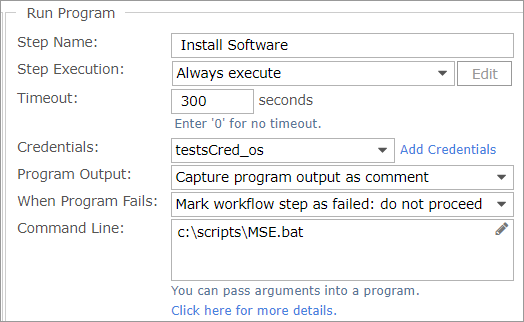 Run Program
Step Name: Install Software
Step Execution: Always execute Edit
Timeout: 300 seconds
Enter '0' for no timeout.
Credentials: testsCred_os Add Credentials
Program Output: Capture program output as comment
When Program Fails: Mark workflow step as failed: do not proceed
Command Line: c:\scripts\MSE.bat
You can pass arguments into a program.
Click here for more details.